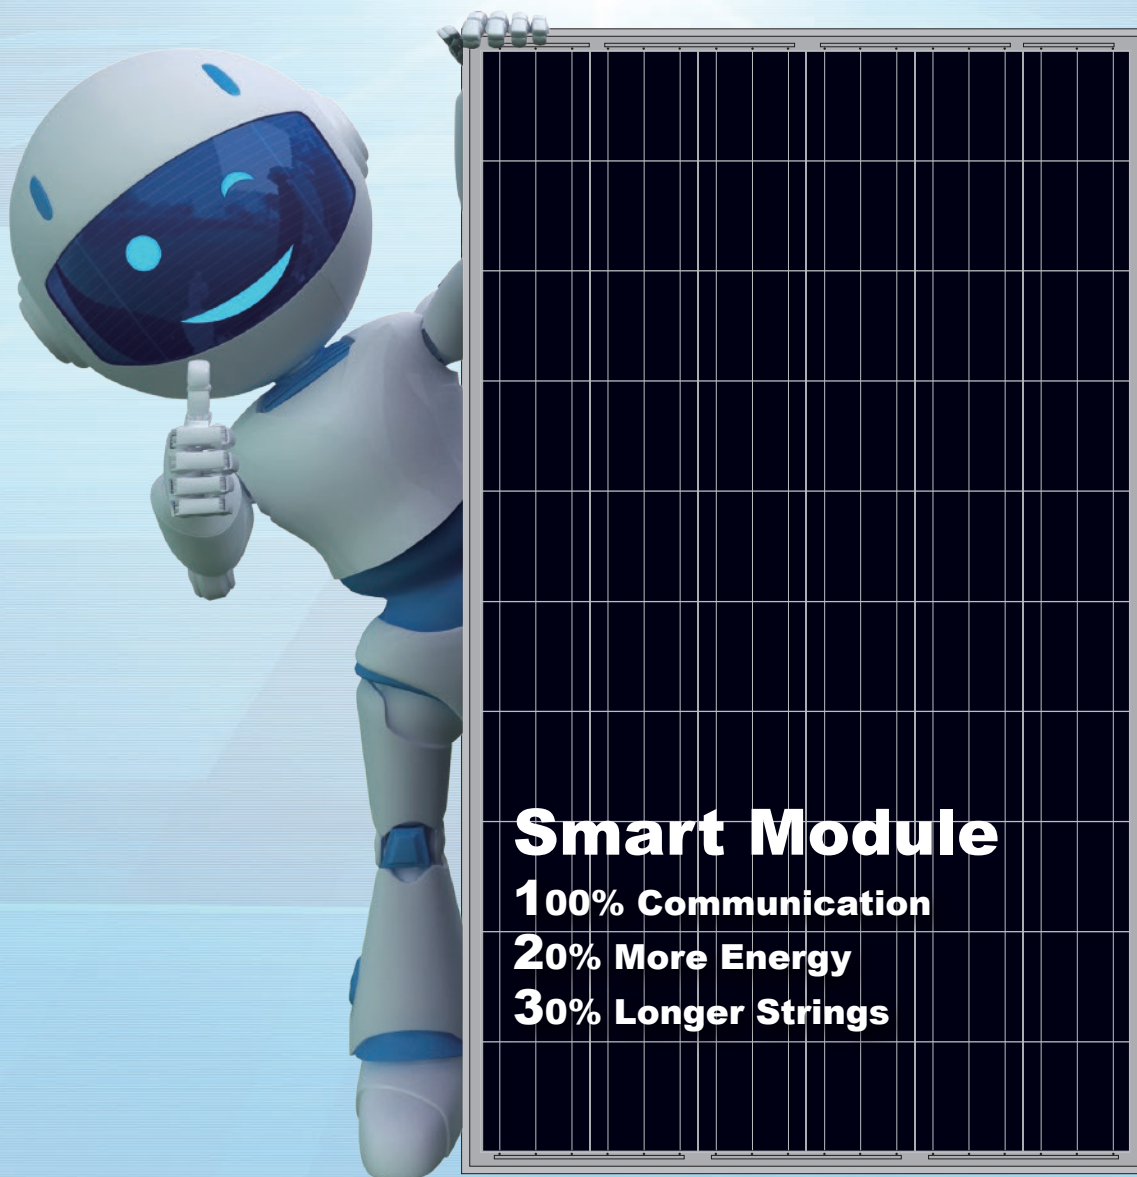 Smart Module
100% Communication
20% More Energy
30% Longer Strings